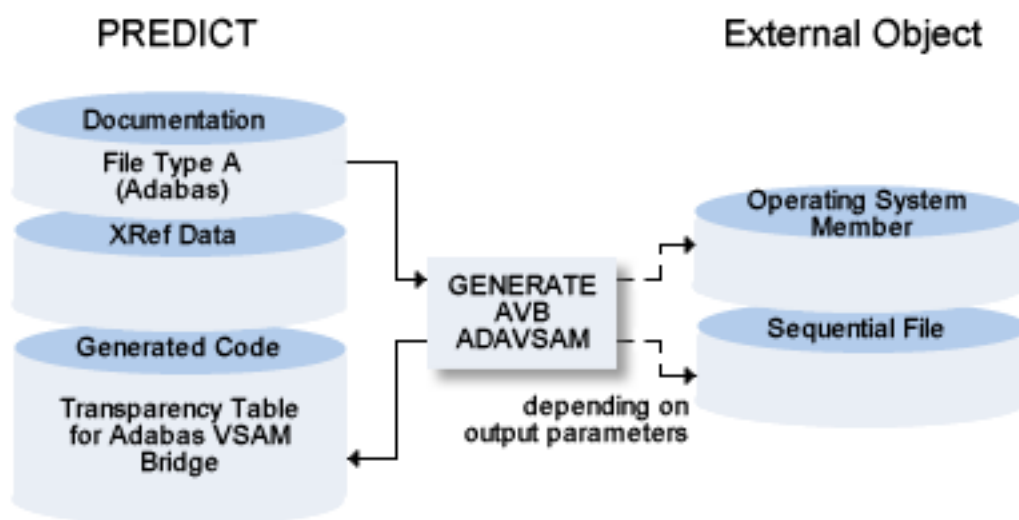 PREDICT
External Object
Documentation
File Type A
(Adabas)
XRef Data
Generated Code
Transparency Table
for Adabas VSAM
Bridge
GENERATE
AVB
ADAVSAM
depending on
output parameters
Operating System
Member
Sequential File